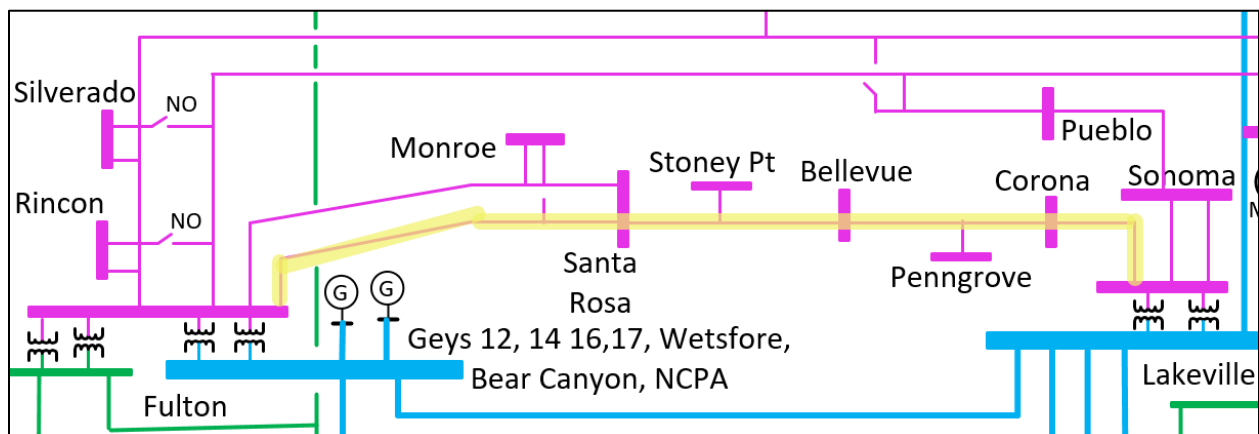 Silverado
NO
Monroe
Stoney Pt
Bellevue
Pueblo
Corona
Sonoma
Rincon
NO
Santa
Rosa
Penngrove
G
G
Geys 12, 14 16,17, Wetsfore,
Bear Canyon, NCPA
Lakeville
Fulton